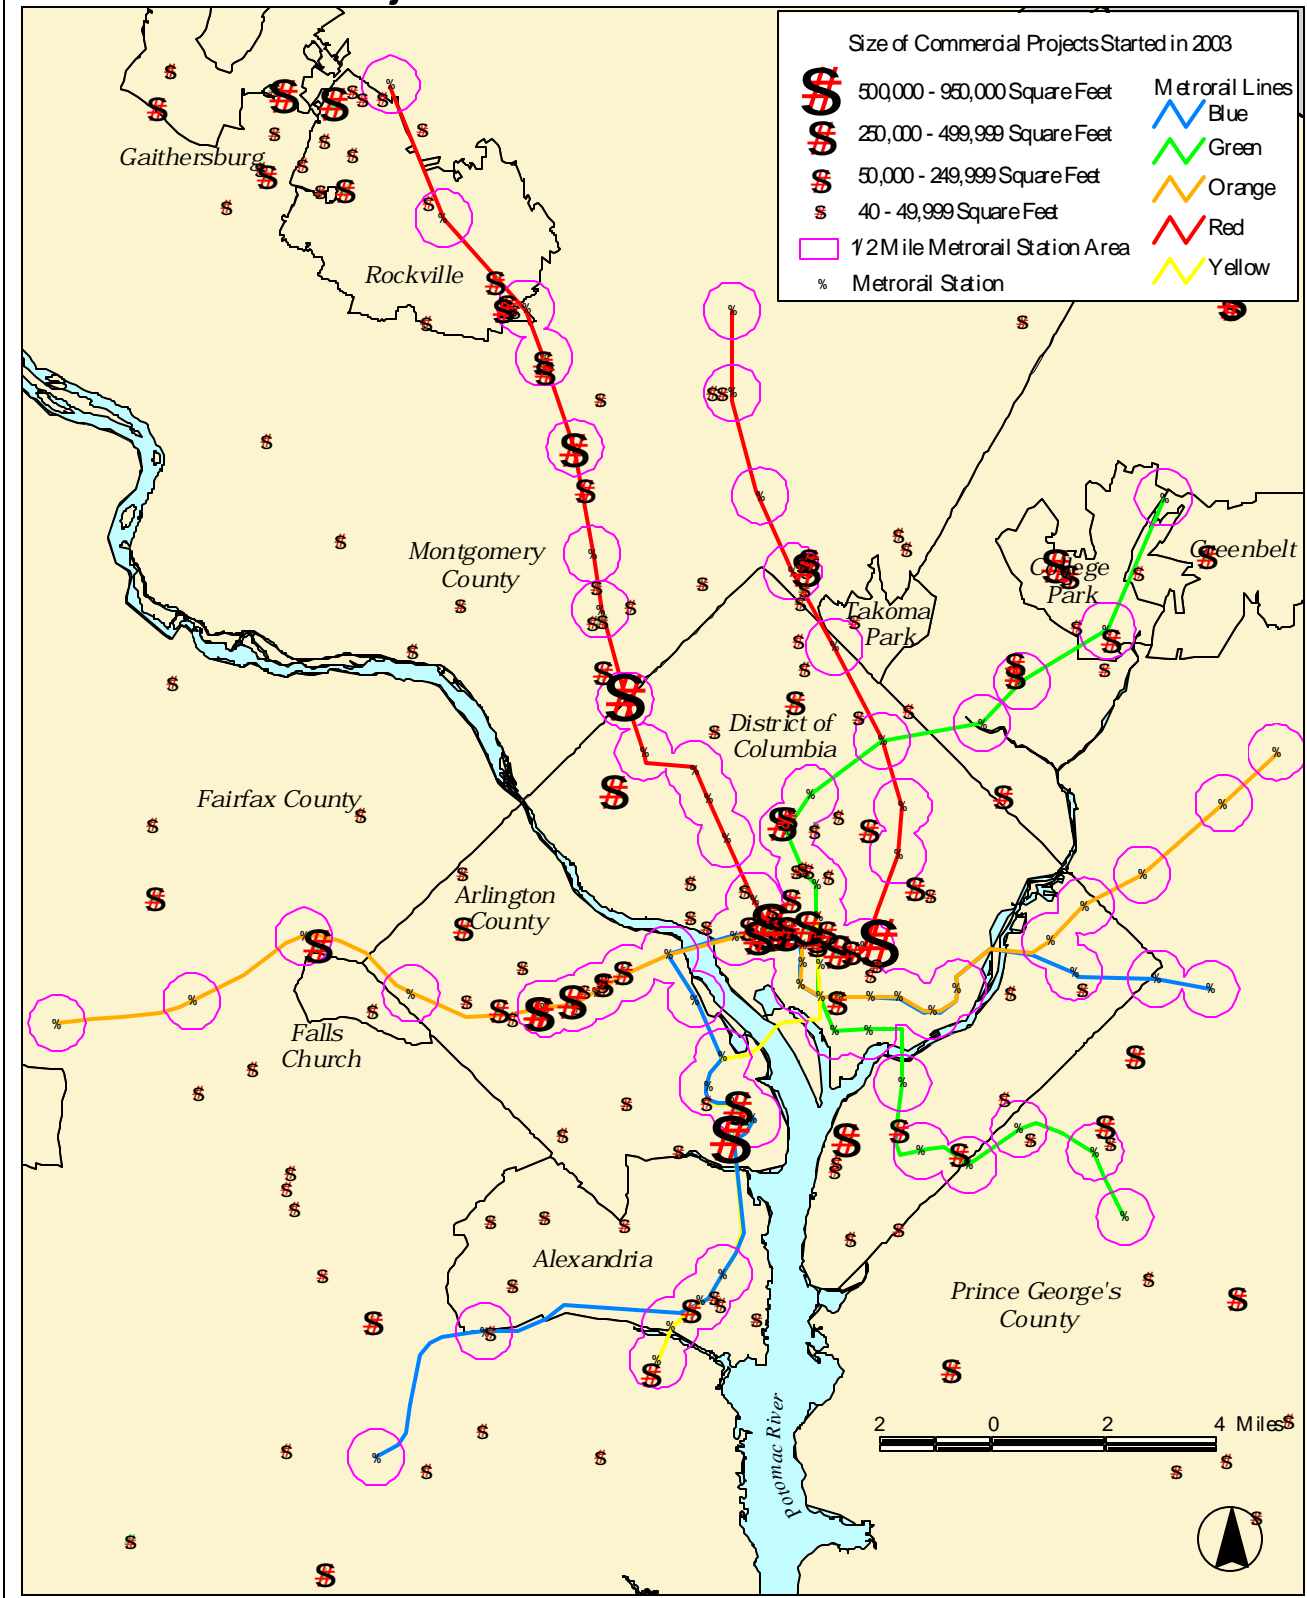 Size of Commercial Projects Started in 2003
500,000 - 950,000 Square Feet
250,000 - 499,999 Square Feet
50,000 - 249,999 Square Feet
40 - 49,999 Square Feet
1/2 Mile Metrorail Station Area
Metrorail Station
Metrorail Lines
Blue
Green
Orange
Red
Yellow
Gaithersburg
Rockville
Montgomery
County
Takoma
Park
College
Park
Greenbelt
District of
Columbia
Fairfax County
Arlington
County
Falls
Church
Alexandria
Prince George's
County
Potomac River
2 0 2 4 Miles